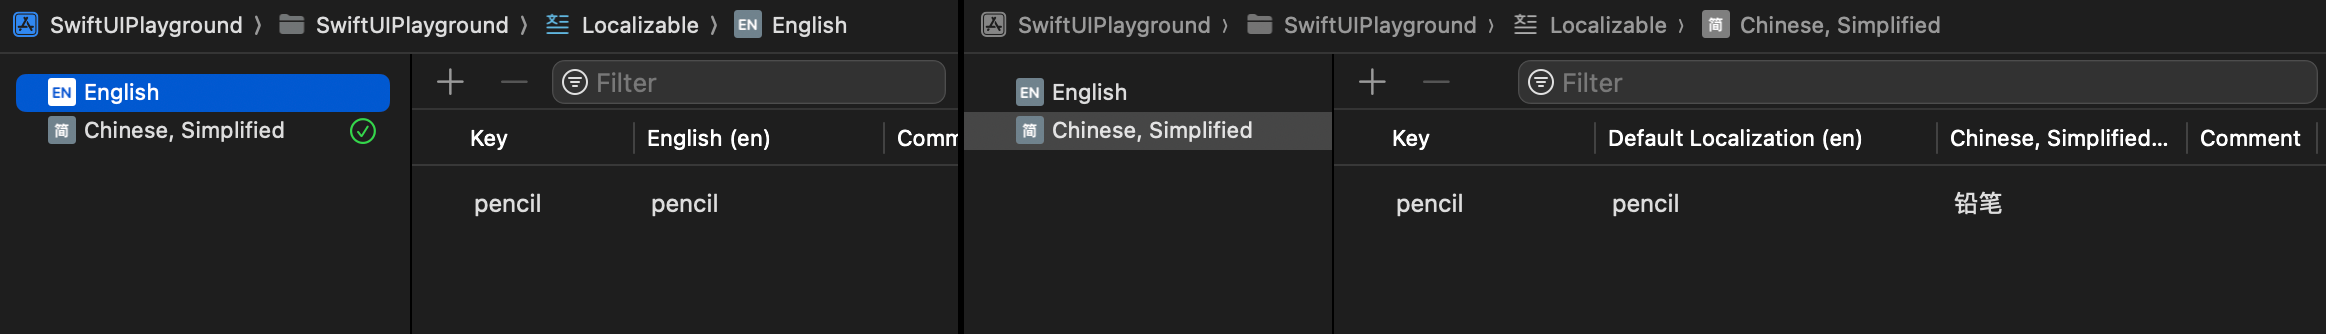 SwiftUIPlayground 〉 SwiftUIPlayground 〉 Localizable 〉 EN English
EN English
简 Chinese, Simplified
Filter
Key English (en) Comm
pencil pencil
SwiftUIPlayground 〉 SwiftUIPlayground 〉 Localizable 〉 简 Chinese, Simplified
EN English
简 Chinese, Simplified
Filter
Key Default Localization (en) Chinese, Simplified... Comment
pencil pencil 铅笔